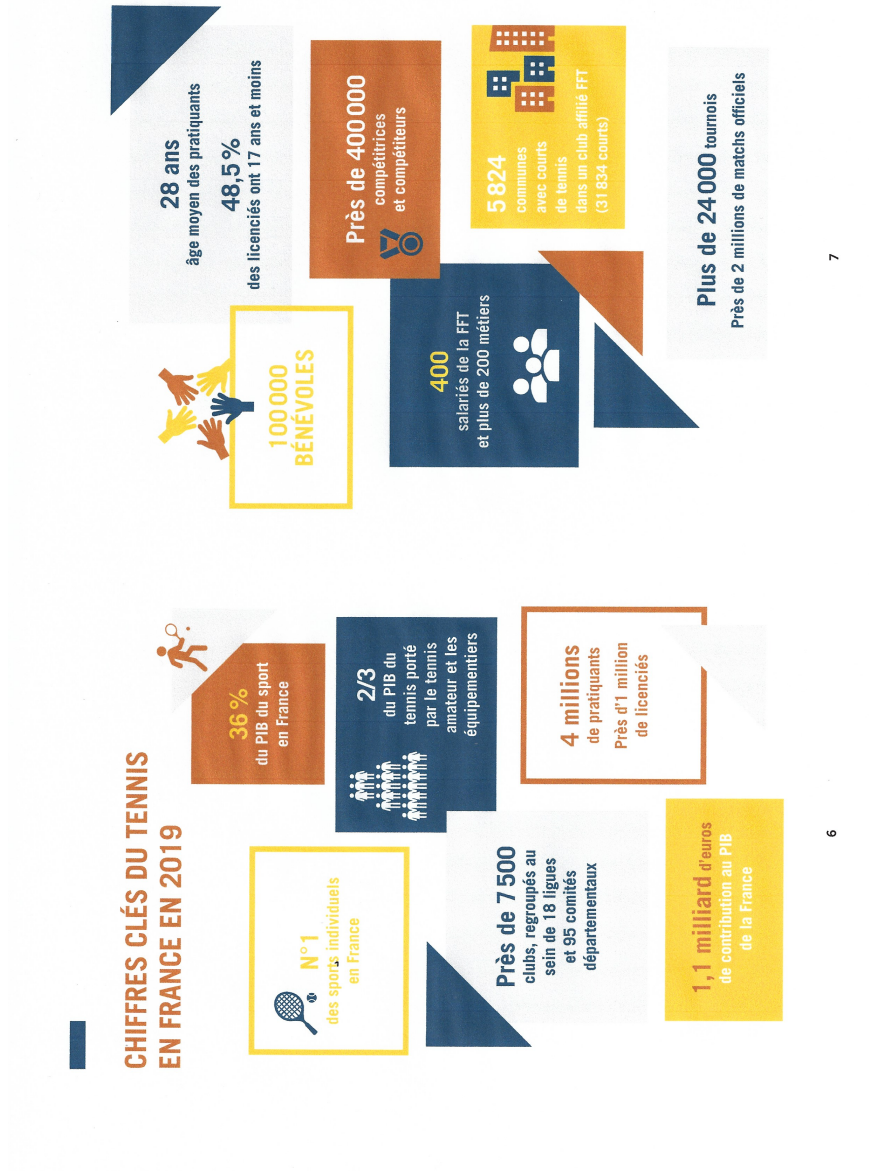 CHIFFRES CLÉS DU TENNIS
EN FRANCE EN 2019
N°1
des sports individuels
en France
36 %
du PIB du sport
en France
2/3
du PIB du
tennis porté
par le tennis
amateur et les
équipementiers
Près de 7 500
clubs, regroupés au
sein de 18 ligues
et 95 comités
départementaux
4 millions
de pratiquants
Près d'1 million
de licenciés
1,1 milliard d'euros
de contribution au PIB
de la France
6
100 000
BÉNÉVOLES
28 ans
âge moyen des pratiquants
48,5 %
des licenciés ont 17 ans et moins
Près de 400 000
compétitrices
et compétiteurs
400
salariés de la FFT
et plus de 200 métiers
5 824
communes
avec courts
de tennis
dans un club affilié FFT
(31 834 courts)
Plus de 24 000 tournois
Près de 2 millions de matchs officiels
7